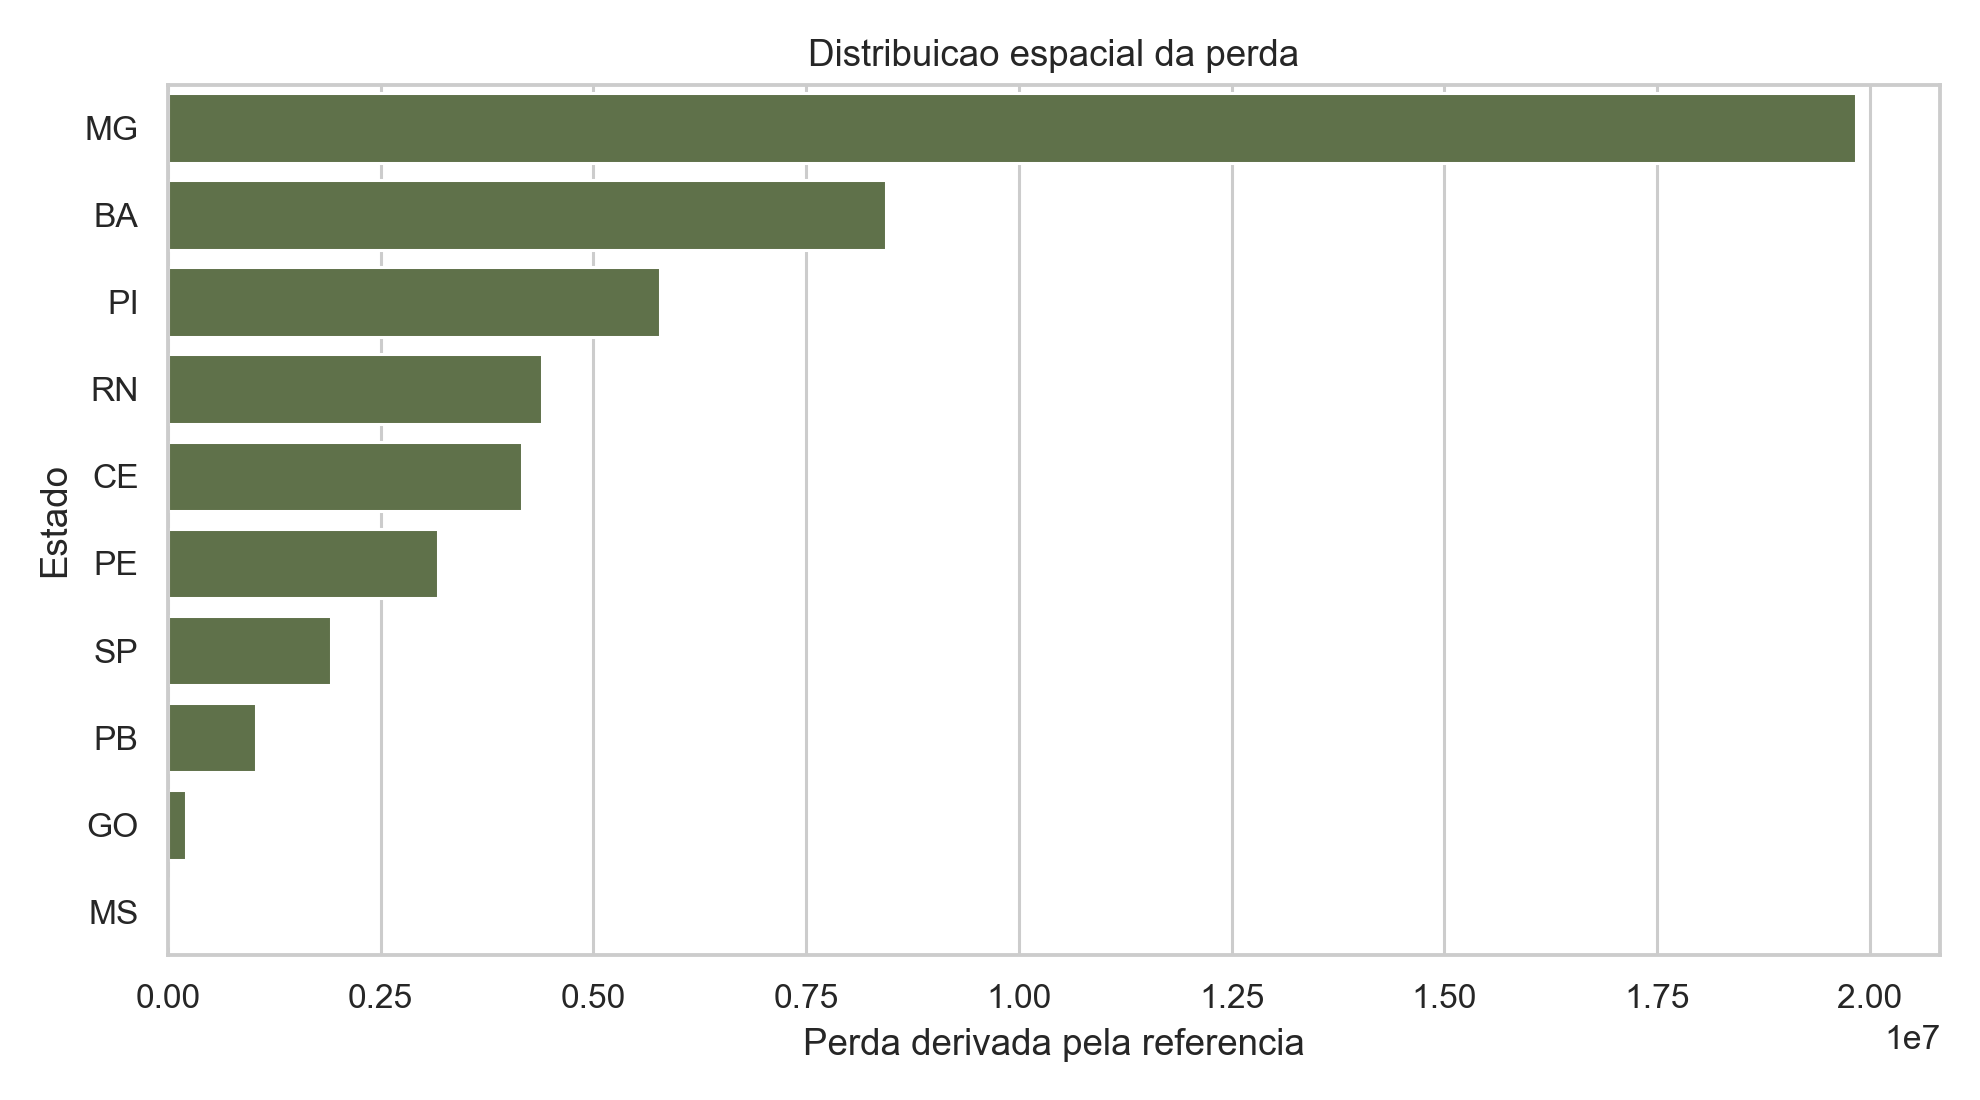 Distribuicao espacial da perda
MG
BA
PI
RN
CE
PE
SP
PB
GO
MS
Estado
0.00 0.25 0.50 0.75 1.00 1.25 1.50 1.75 2.00
1e7
Perda derivada pela referencia